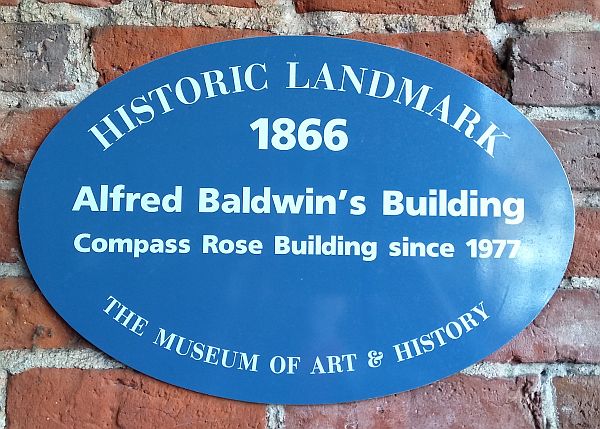 HISTORIC LANDMARK
1866
Alfred Baldwin's Building
Compass Rose Building since 1977
THE MUSEUM OF ART & HISTORY